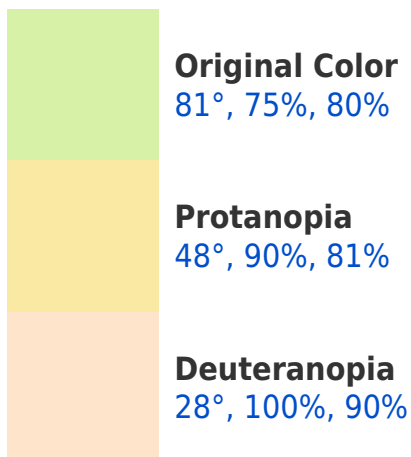 Original Color
81°, 75%, 80%
Protanopia
48°, 90%, 81%
Deuteranopia
28°, 100%, 90%